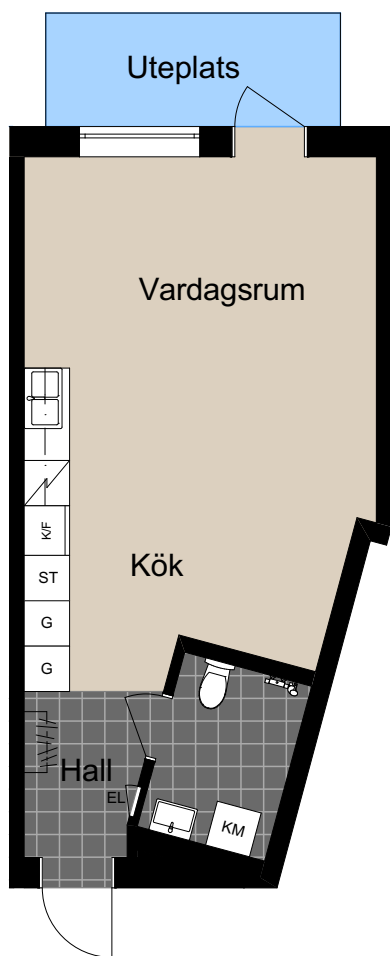 Uteplats
Vardagsrum
K/F
Kök
ST
G
G
Hall
EL
KM